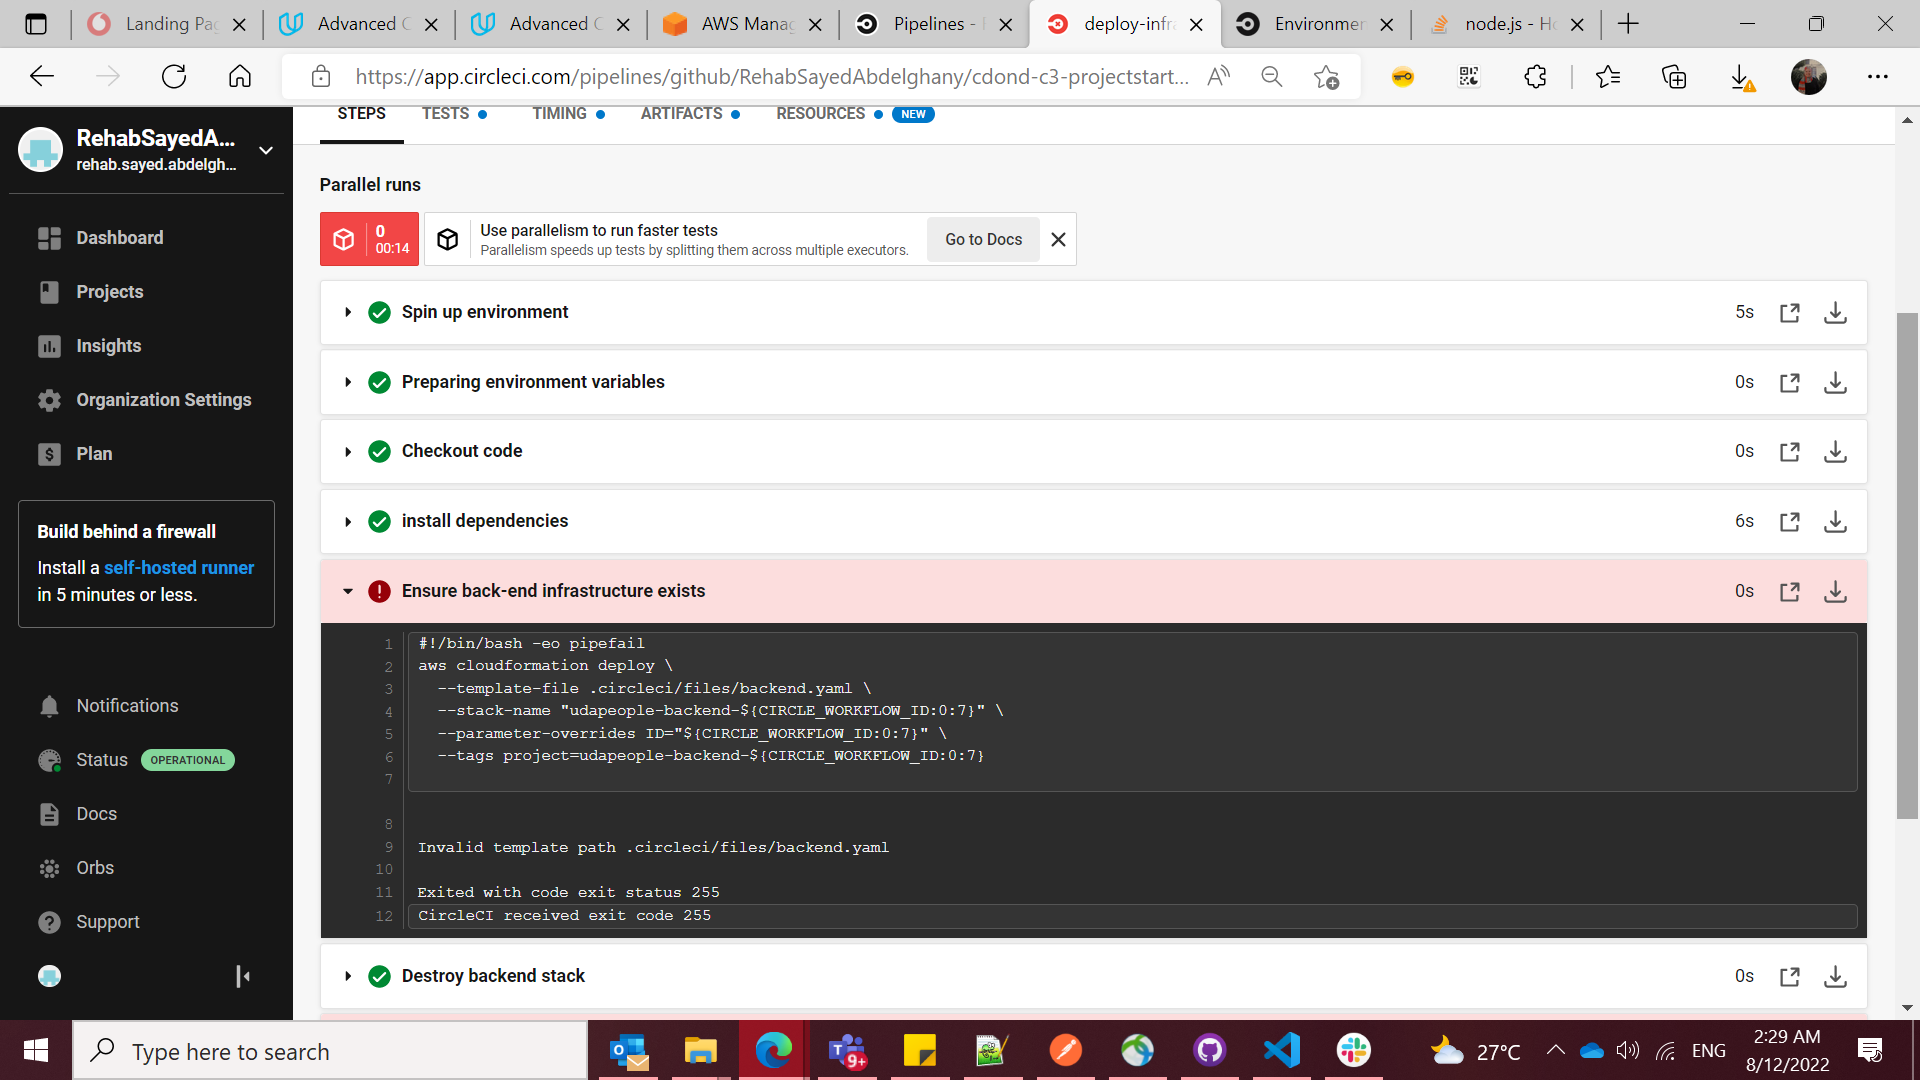 Landing Pag
Advanced C
Advanced C
AWS Manag
Pipelines -
deploy-infra
Environmen
node.js - Ho
https://app.circleci.com/pipelines/github/RehabSayedAbdelghany/cdond-c3-projectstart...
RehabSayedA...
rehab.sayed.abdelgh...
Dashboard
Projects
Insights
Organization Settings
Plan
Build behind a firewall
Install a self-hosted runner
in 5 minutes or less.
Notifications
Status OPERATIONAL
Docs
Orbs
Support
STEPS
TESTS
TIMING
ARTIFACTS
RESOURCES NEW
Parallel runs
0
00:14
Use parallelism to run faster tests
Parallelism speeds up tests by splitting them across multiple executors.
Go to Docs
Spin up environment 5s
Preparing environment variables 0s
Checkout code 0s
install dependencies 6s
Ensure back-end infrastructure exists 0s
1 #!/bin/bash -eo pipefail
2 aws cloudformation deploy \
3 --template-file .circleci/files/backend.yaml \
4 --stack-name "udapeople-backend-${CIRCLE_WORKFLOW_ID:0:7}" \
5 --parameter-overrides ID="${CIRCLE_WORKFLOW_ID:0:7}" \
6 --tags project=udapeople-backend-${CIRCLE_WORKFLOW_ID:0:7}
7
8
9 Invalid template path .circleci/files/backend.yaml
10
11 Exited with code exit status 255
12 CircleCI received exit code 255
Destroy backend stack 0s
Type here to search
9+
27°C
ENG
2:29 AM
8/12/2022